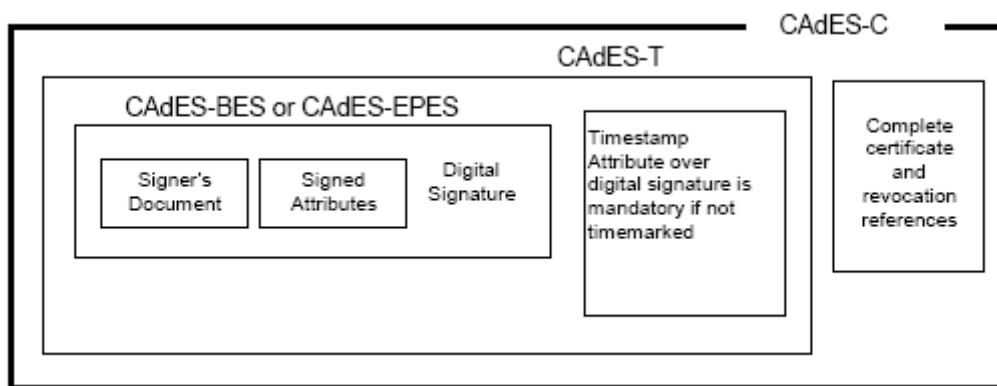 CAdES-C
CAdES-T
CAdES-BES or CAdES-EPES
Signer's
Document
Signed
Attributes
Digital
Signature
Timestamp
Attribute over
digital signature is
mandatory if not
timemarked
Complete
certificate
and
revocation
references